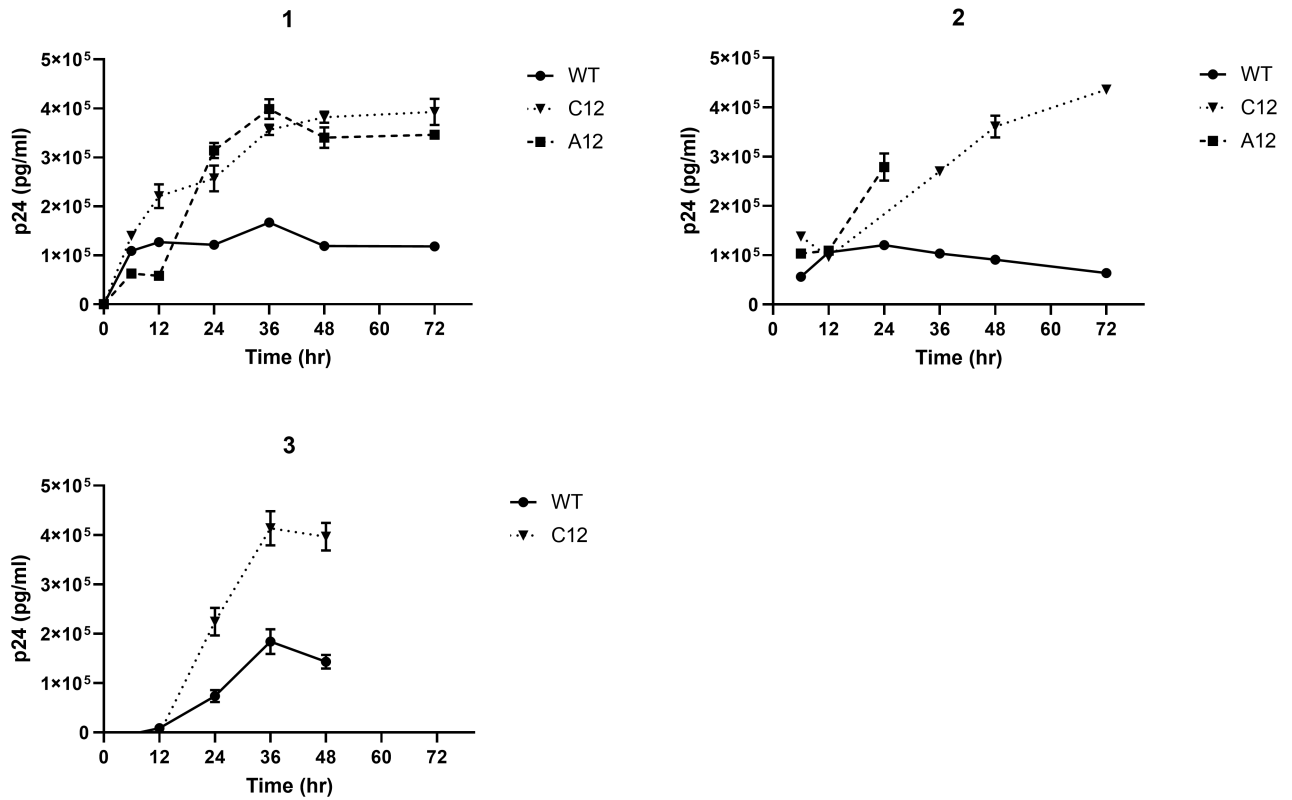 1
5×10⁵
4×10⁵
3×10⁵
2×10⁵
1×10⁵
0
p24 (pg/ml)
0 12 24 36 48 60 72
Time (hr)
WT
C12
A12
2
5×10⁵
4×10⁵
3×10⁵
2×10⁵
1×10⁵
0
p24 (pg/ml)
0 12 24 36 48 60 72
Time (hr)
WT
C12
A12
3
5×10⁵
4×10⁵
3×10⁵
2×10⁵
1×10⁵
0
p24 (pg/ml)
0 12 24 36 48 60 72
Time (hr)
WT
C12